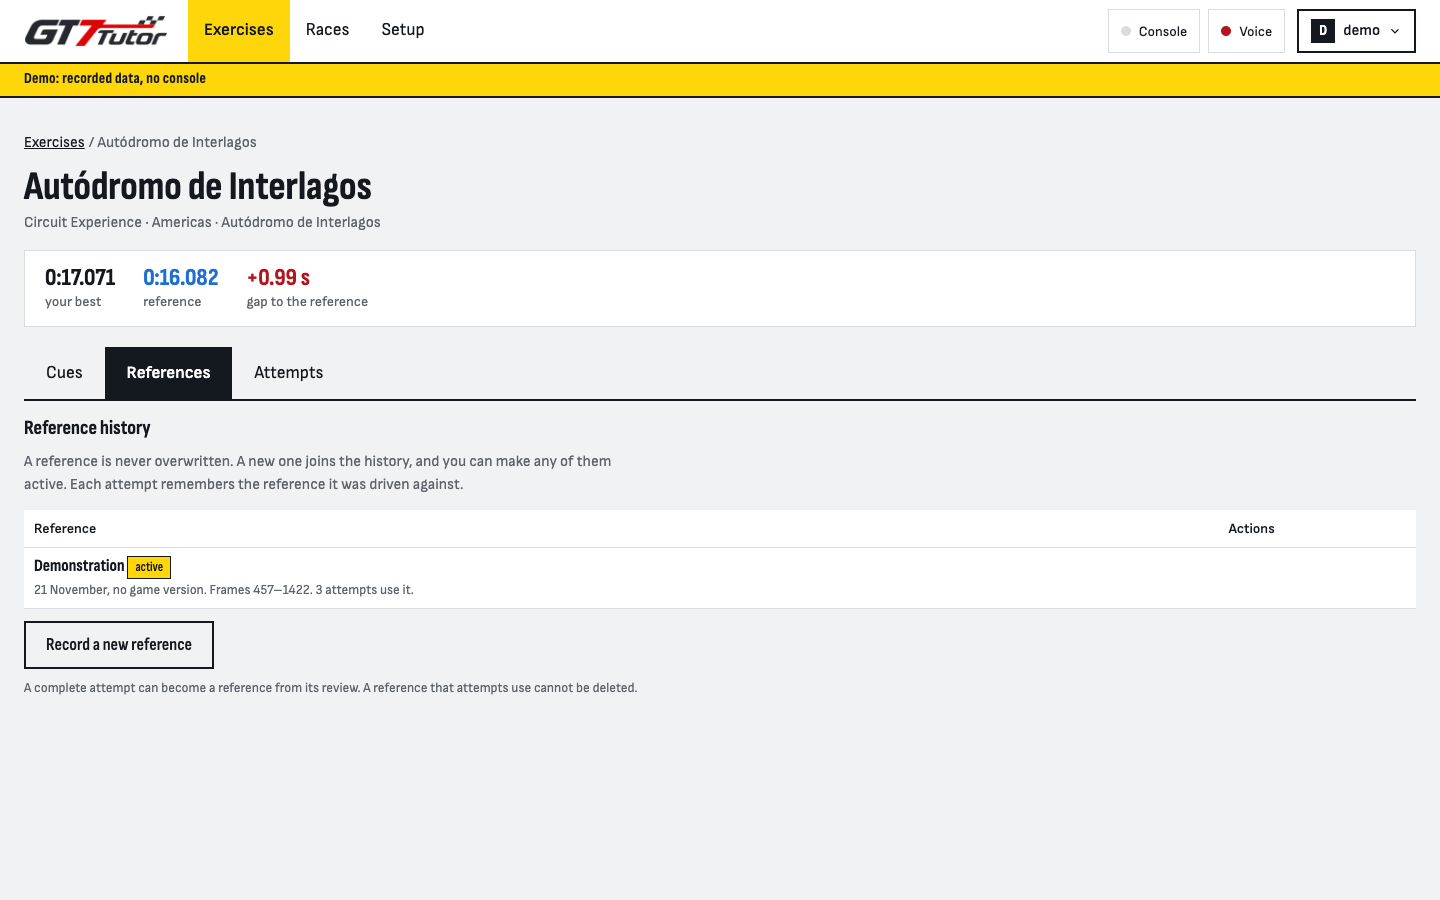 GT7Tutor
Exercises
Races
Setup
Console
Voice
D
demo
Demo: recorded data, no console
Exercises / Autódromo de Interlagos
Autódromo de Interlagos
Circuit Experience · Americas · Autódromo de Interlagos
0:17.071
your best
0:16.082
reference
+0.99 s
gap to the reference
Cues
References
Attempts
Reference history
A reference is never overwritten. A new one joins the history, and you can make any of them
active. Each attempt remembers the reference it was driven against.
Reference
Actions
Demonstration active
21 November, no game version. Frames 457–1422. 3 attempts use it.
Record a new reference
A complete attempt can become a reference from its review. A reference that attempts use cannot be deleted.